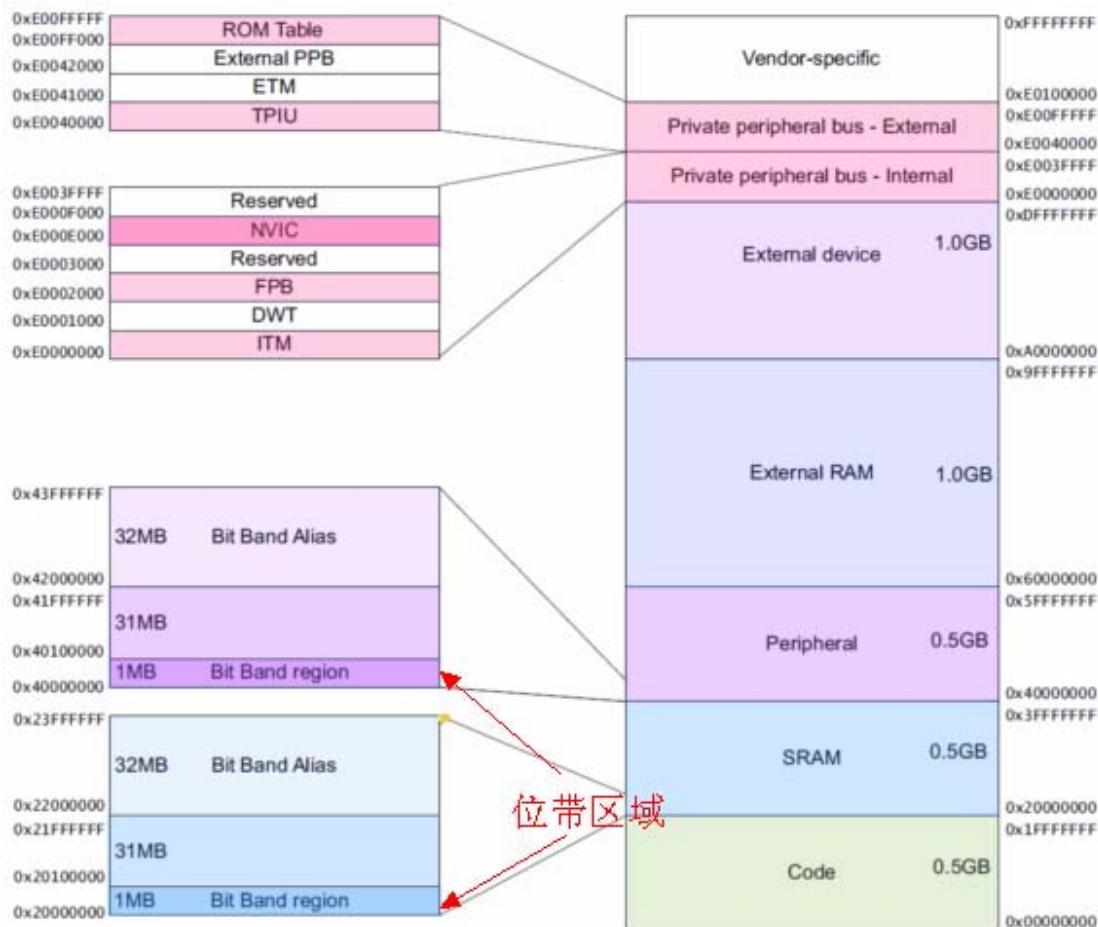 0xE00FFFFF
ROM Table
0xE00FF000
External PPB
0xE0042000
ETM
0xE0041000
TPIU
0xE0040000
0xE003FFFF
Reserved
0xE000F000
NVIC
0xE000E000
Reserved
0xE0003000
FPB
0xE0002000
DWT
0xE0001000
ITM
0xE0000000
0x43FFFFFF
32MB Bit Band Alias
0x42000000
0x41FFFFFF
31MB
0x40100000
1MB Bit Band region
0x40000000
0x23FFFFFF
32MB Bit Band Alias
0x22000000
0x21FFFFFF
31MB
0x20100000
1MB Bit Band region
0x20000000
位带区域
0xFFFFFFFF
Vendor-specific
0xE0100000
0xE00FFFFF
Private peripheral bus - External
0xE0040000
0xE003FFFF
Private peripheral bus - Internal
0xE0000000
0xDFFFFFFF
External device 1.0GB
0xA0000000
0x9FFFFFFF
External RAM 1.0GB
0x60000000
0x5FFFFFFF
Peripheral 0.5GB
0x40000000
0x3FFFFFFF
SRAM 0.5GB
0x20000000
0x1FFFFFFF
Code 0.5GB
0x00000000